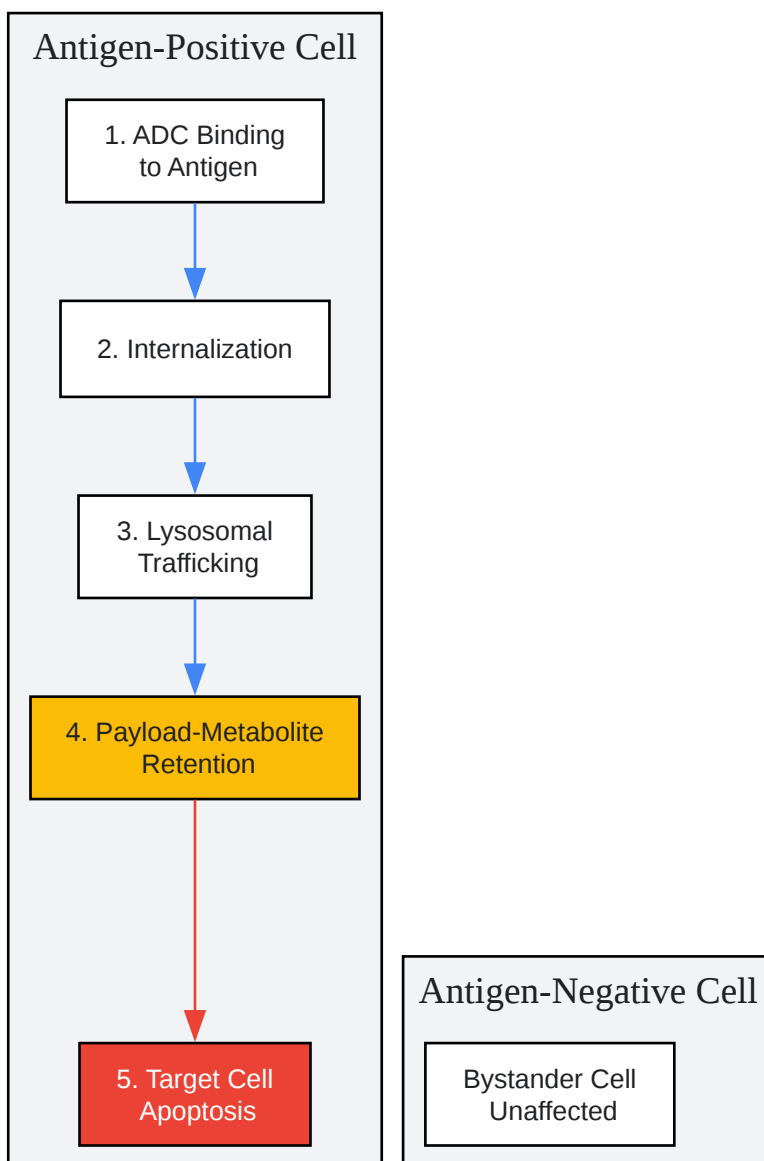 Antigen-Positive Cell
1. ADC Binding
to Antigen
2. Internalization
3. Lysosomal
Trafficking
4. Payload-Metabolite
Retention
5. Target Cell
Apoptosis
Antigen-Negative Cell
Bystander Cell
Unaffected